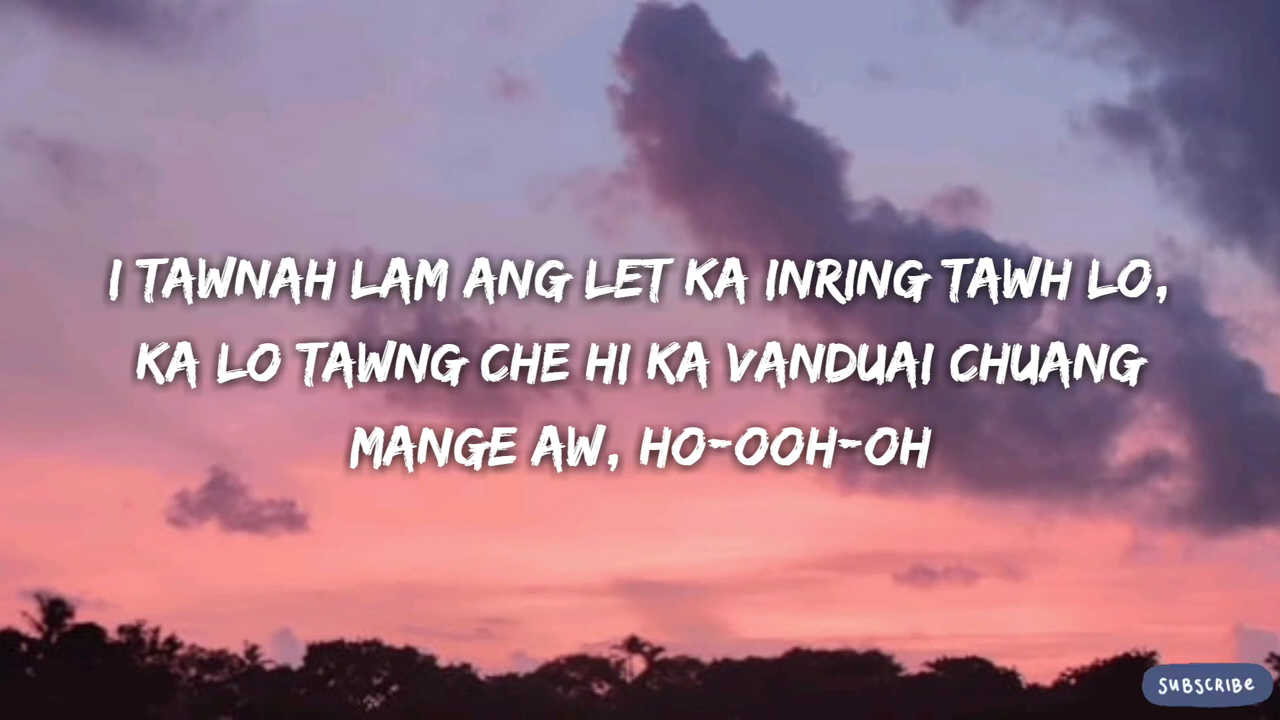 I TAWNAH LAM ANG LET KA INRING TAWH LO,
KA LO TAWNG CHE HI KA VANDUAI CHUANG
MANGE AW, HO-OOH-OH
SUBSCRIBE